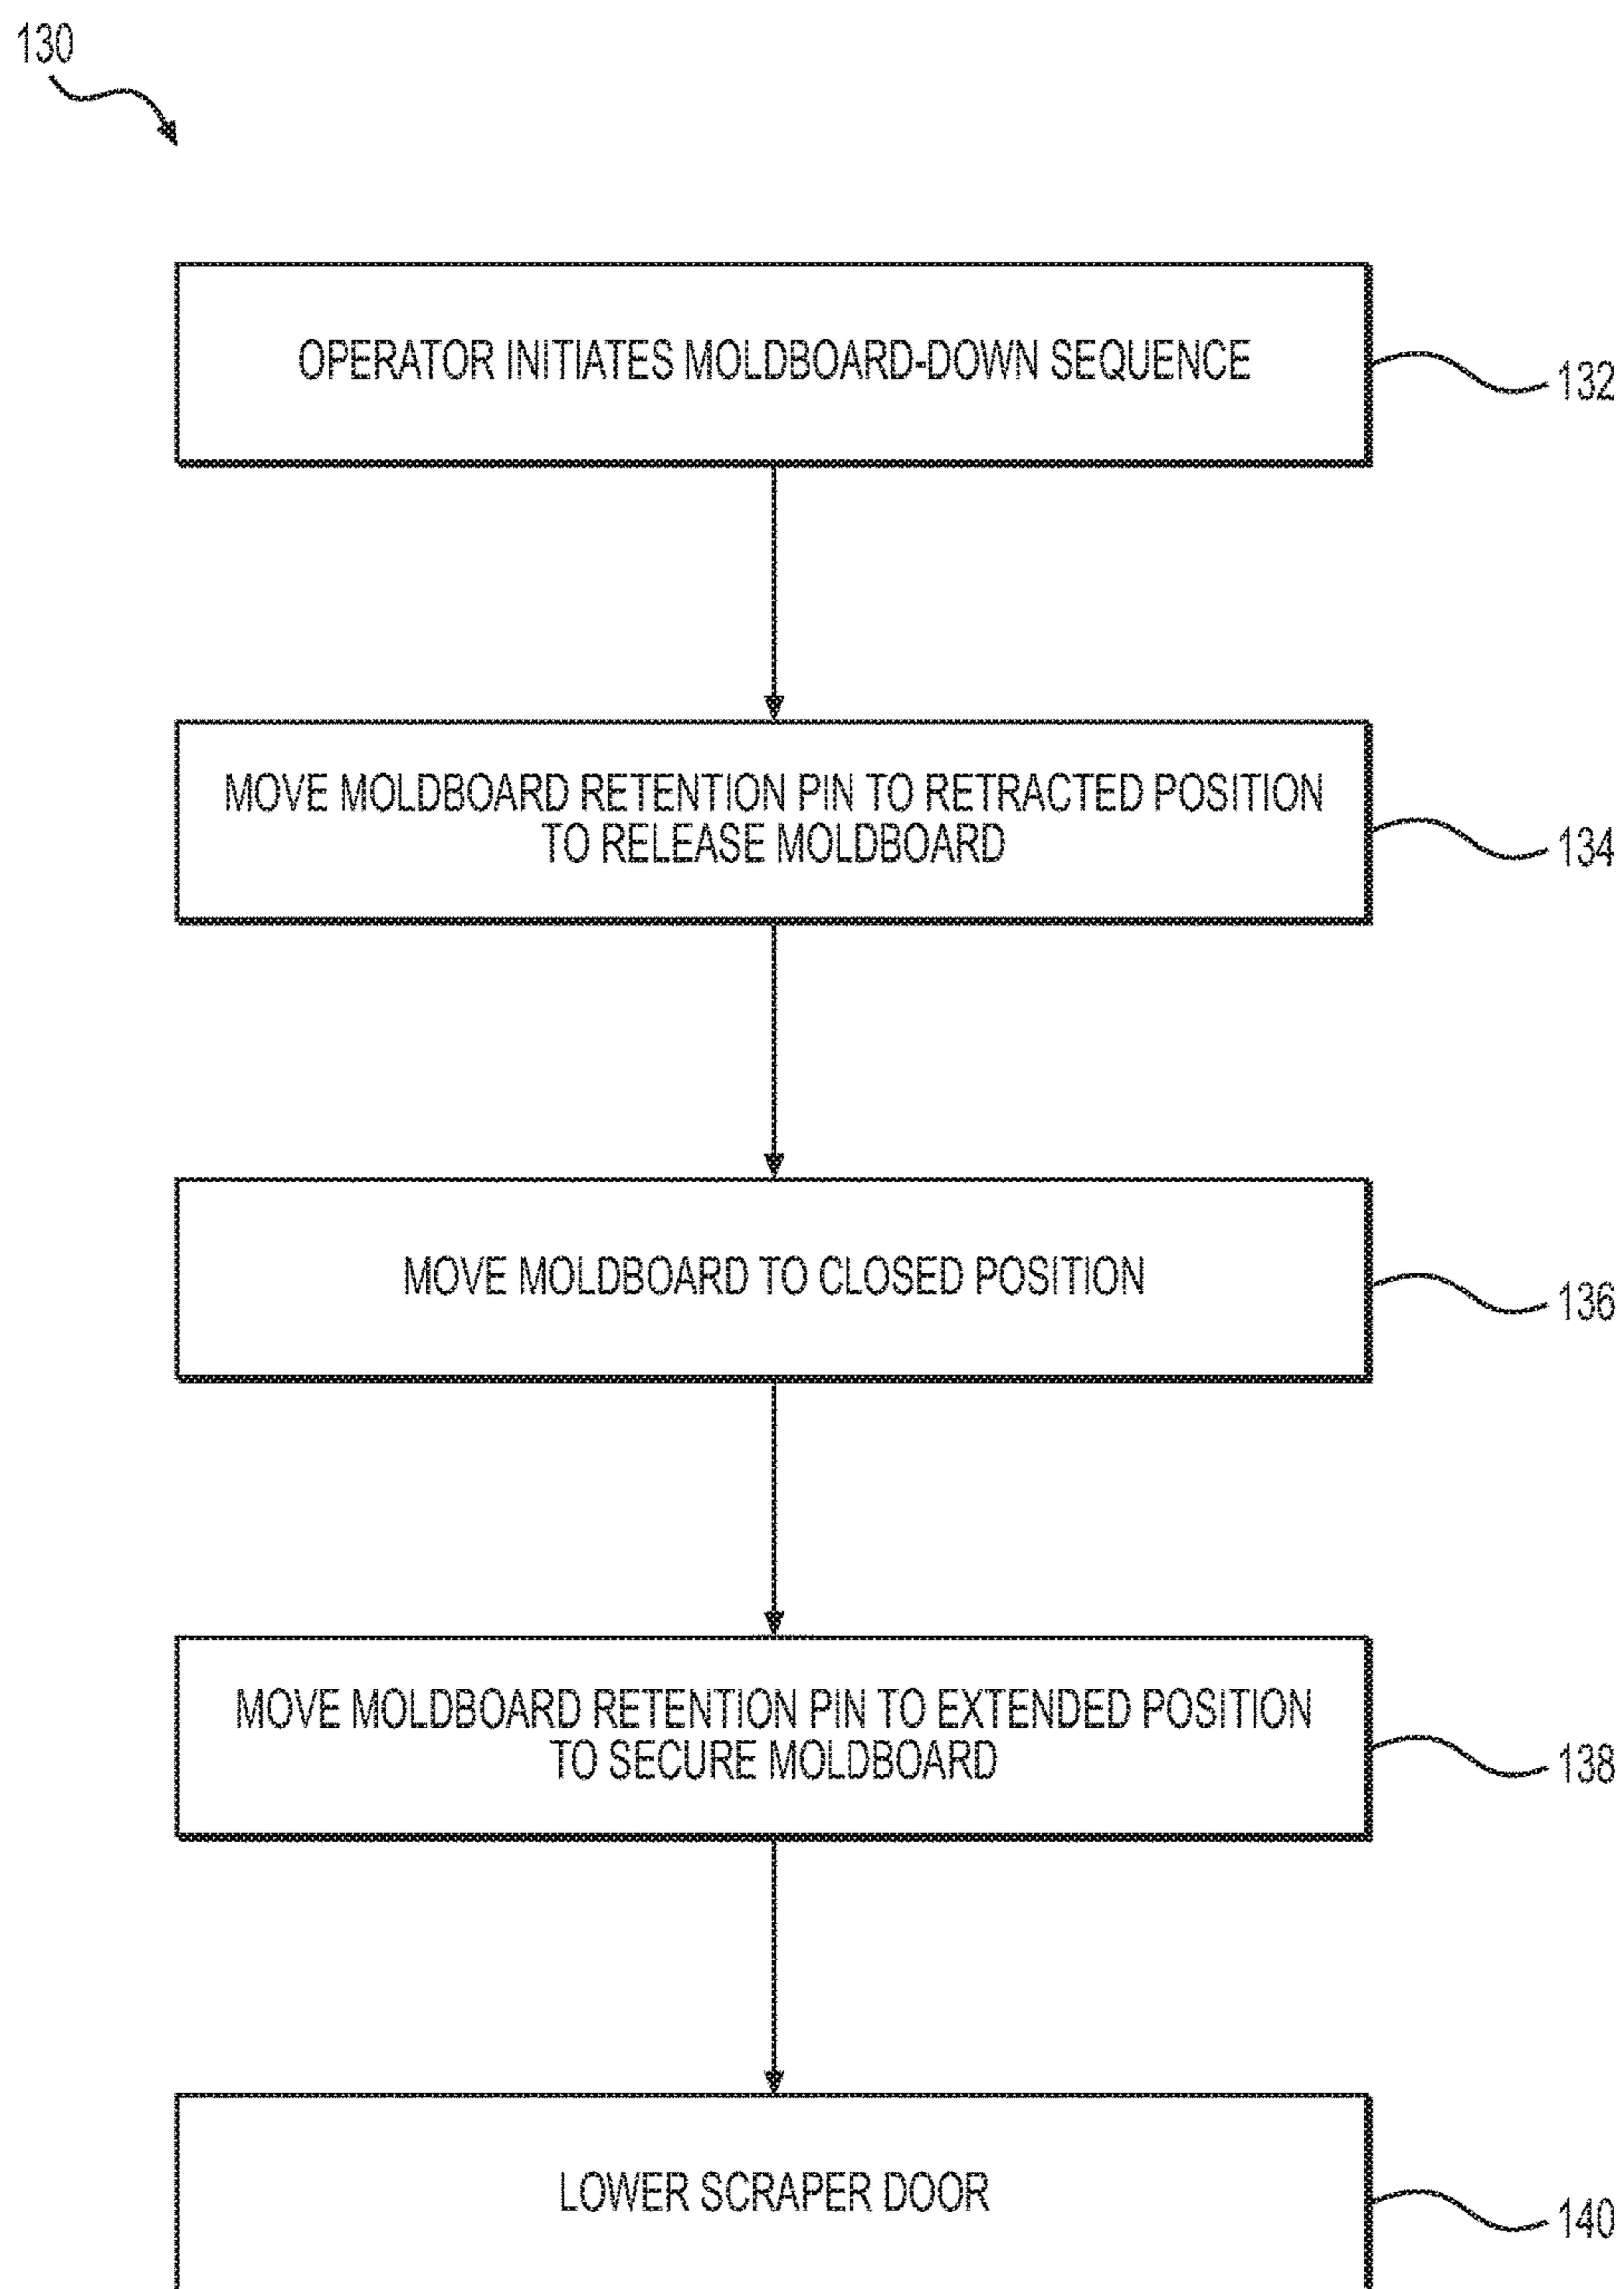 130
OPERATOR INITIATES MOLDBOARD-DOWN SEQUENCE
132
MOVE MOLDBOARD RETENTION PIN TO RETRACTED POSITION
TO RELEASE MOLDBOARD
134
MOVE MOLDBOARD TO CLOSED POSITION
136
MOVE MOLDBOARD RETENTION PIN TO EXTENDED POSITION
TO SECURE MOLDBOARD
138
LOWER SCRAPER DOOR
140